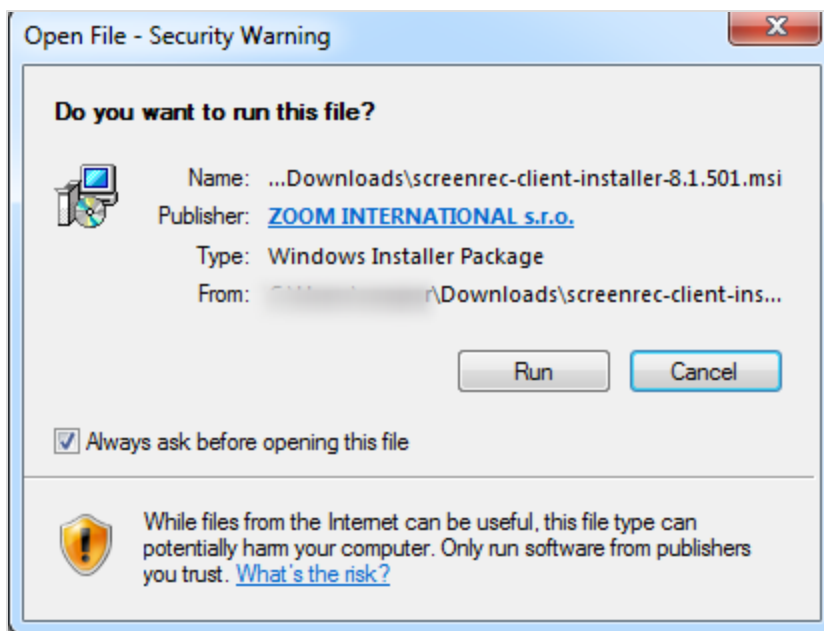 Open File - Security Warning
Do you want to run this file?
Name: ...Downloads\screenrec-client-installer-8.1.501.msi
Publisher: ZOOM INTERNATIONAL s.r.o.
Type: Windows Installer Package
From: \Downloads\screenrec-client-ins...
Run Cancel
Always ask before opening this file
While files from the Internet can be useful, this file type can
potentially harm your computer. Only run software from publishers
you trust. What's the risk?